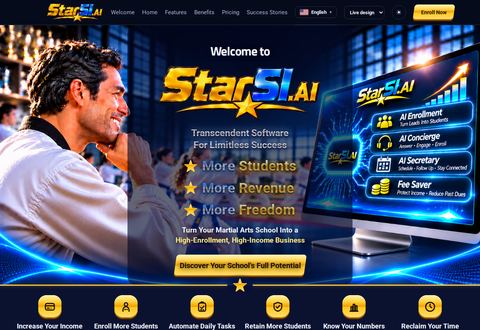 StarSI.AI
Welcome
Home
Features
Benefits
Pricing
Success Stories
English
Live design
Enroll Now
Welcome to
StarSI.AI
Transcendent Software
For Limitless Success
More Students
More Revenue
More Freedom
Turn Your Martial Arts School Into a
High-Enrollment, High-Income Business
Discover Your School's Full Potential
StarSI.AI
StarSI.AI
AI Enrollment
Turn Leads Into Students
AI Concierge
Answer • Engage • Enroll
AI Secretary
Schedule • Follow Up • Stay Connected
Fee Saver
Protect Income • Reduce Past Dues
Increase Your Income
Enroll More Students
Automate Daily Tasks
Retain More Students
Know Your Numbers
Reclaim Your Time